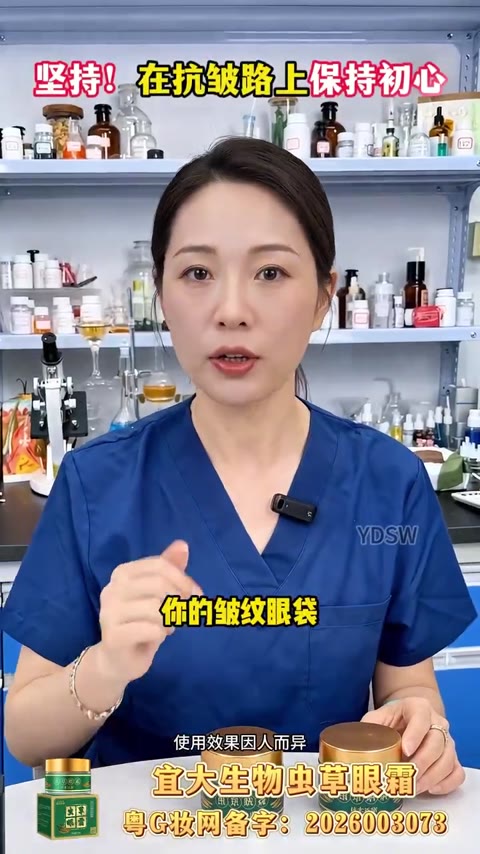 坚持！在抗皱路上保持初心
YDSW
你的皱纹眼袋
使用效果因人而异
宜大生物虫草眼霜
粤G妆网备字：2026003073